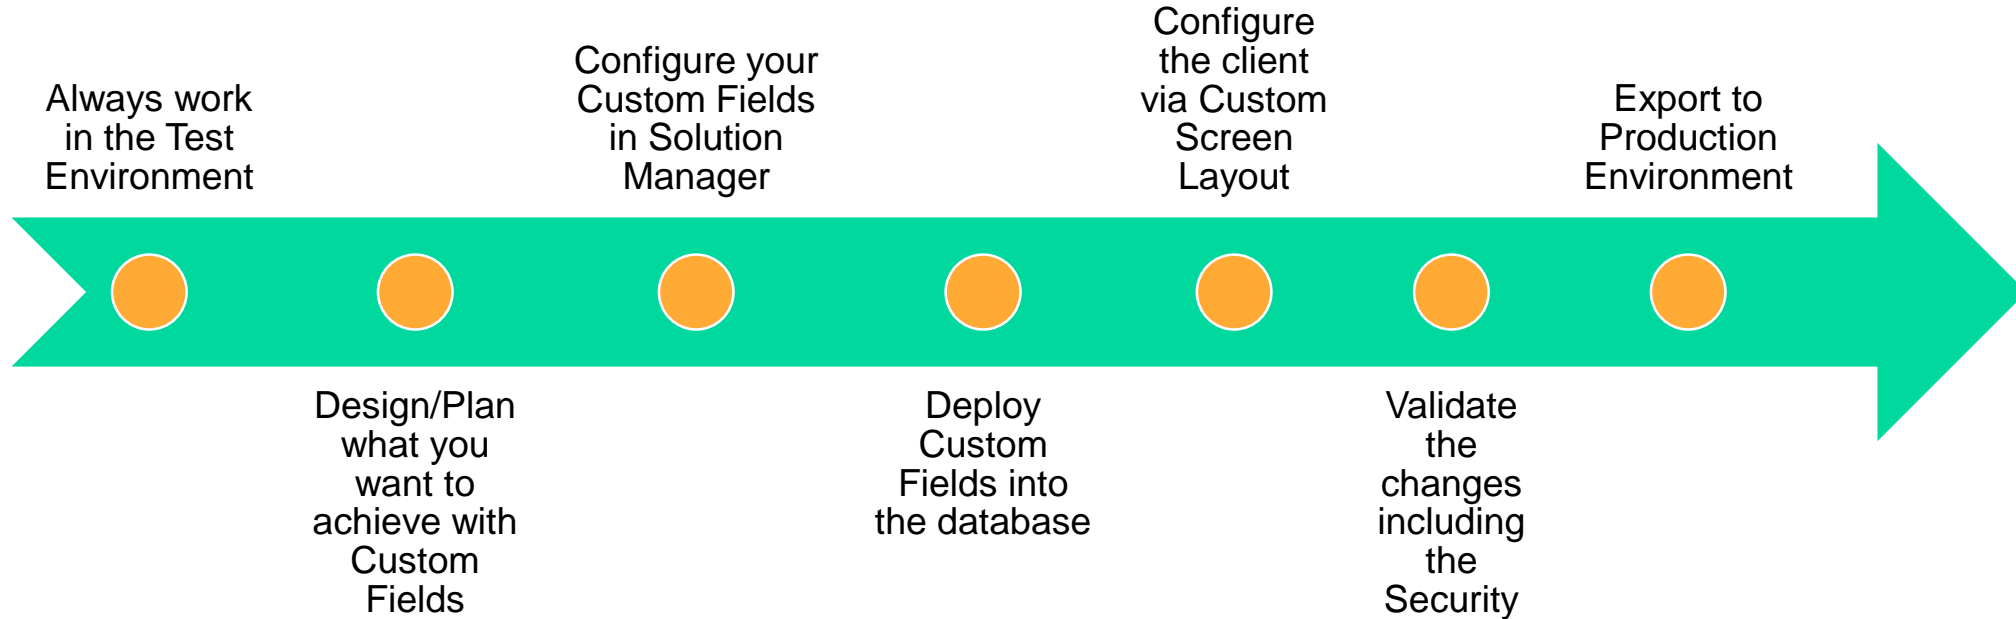 Always work
in the Test
Environment
Design/Plan
what you
want to
achieve with
Custom
Fields
Configure your
Custom Fields
in Solution
Manager
Deploy
Custom
Fields into
the database
Configure
the client
via Custom
Screen
Layout
Validate
the
changes
including
the
Security
Export to
Production
Environment